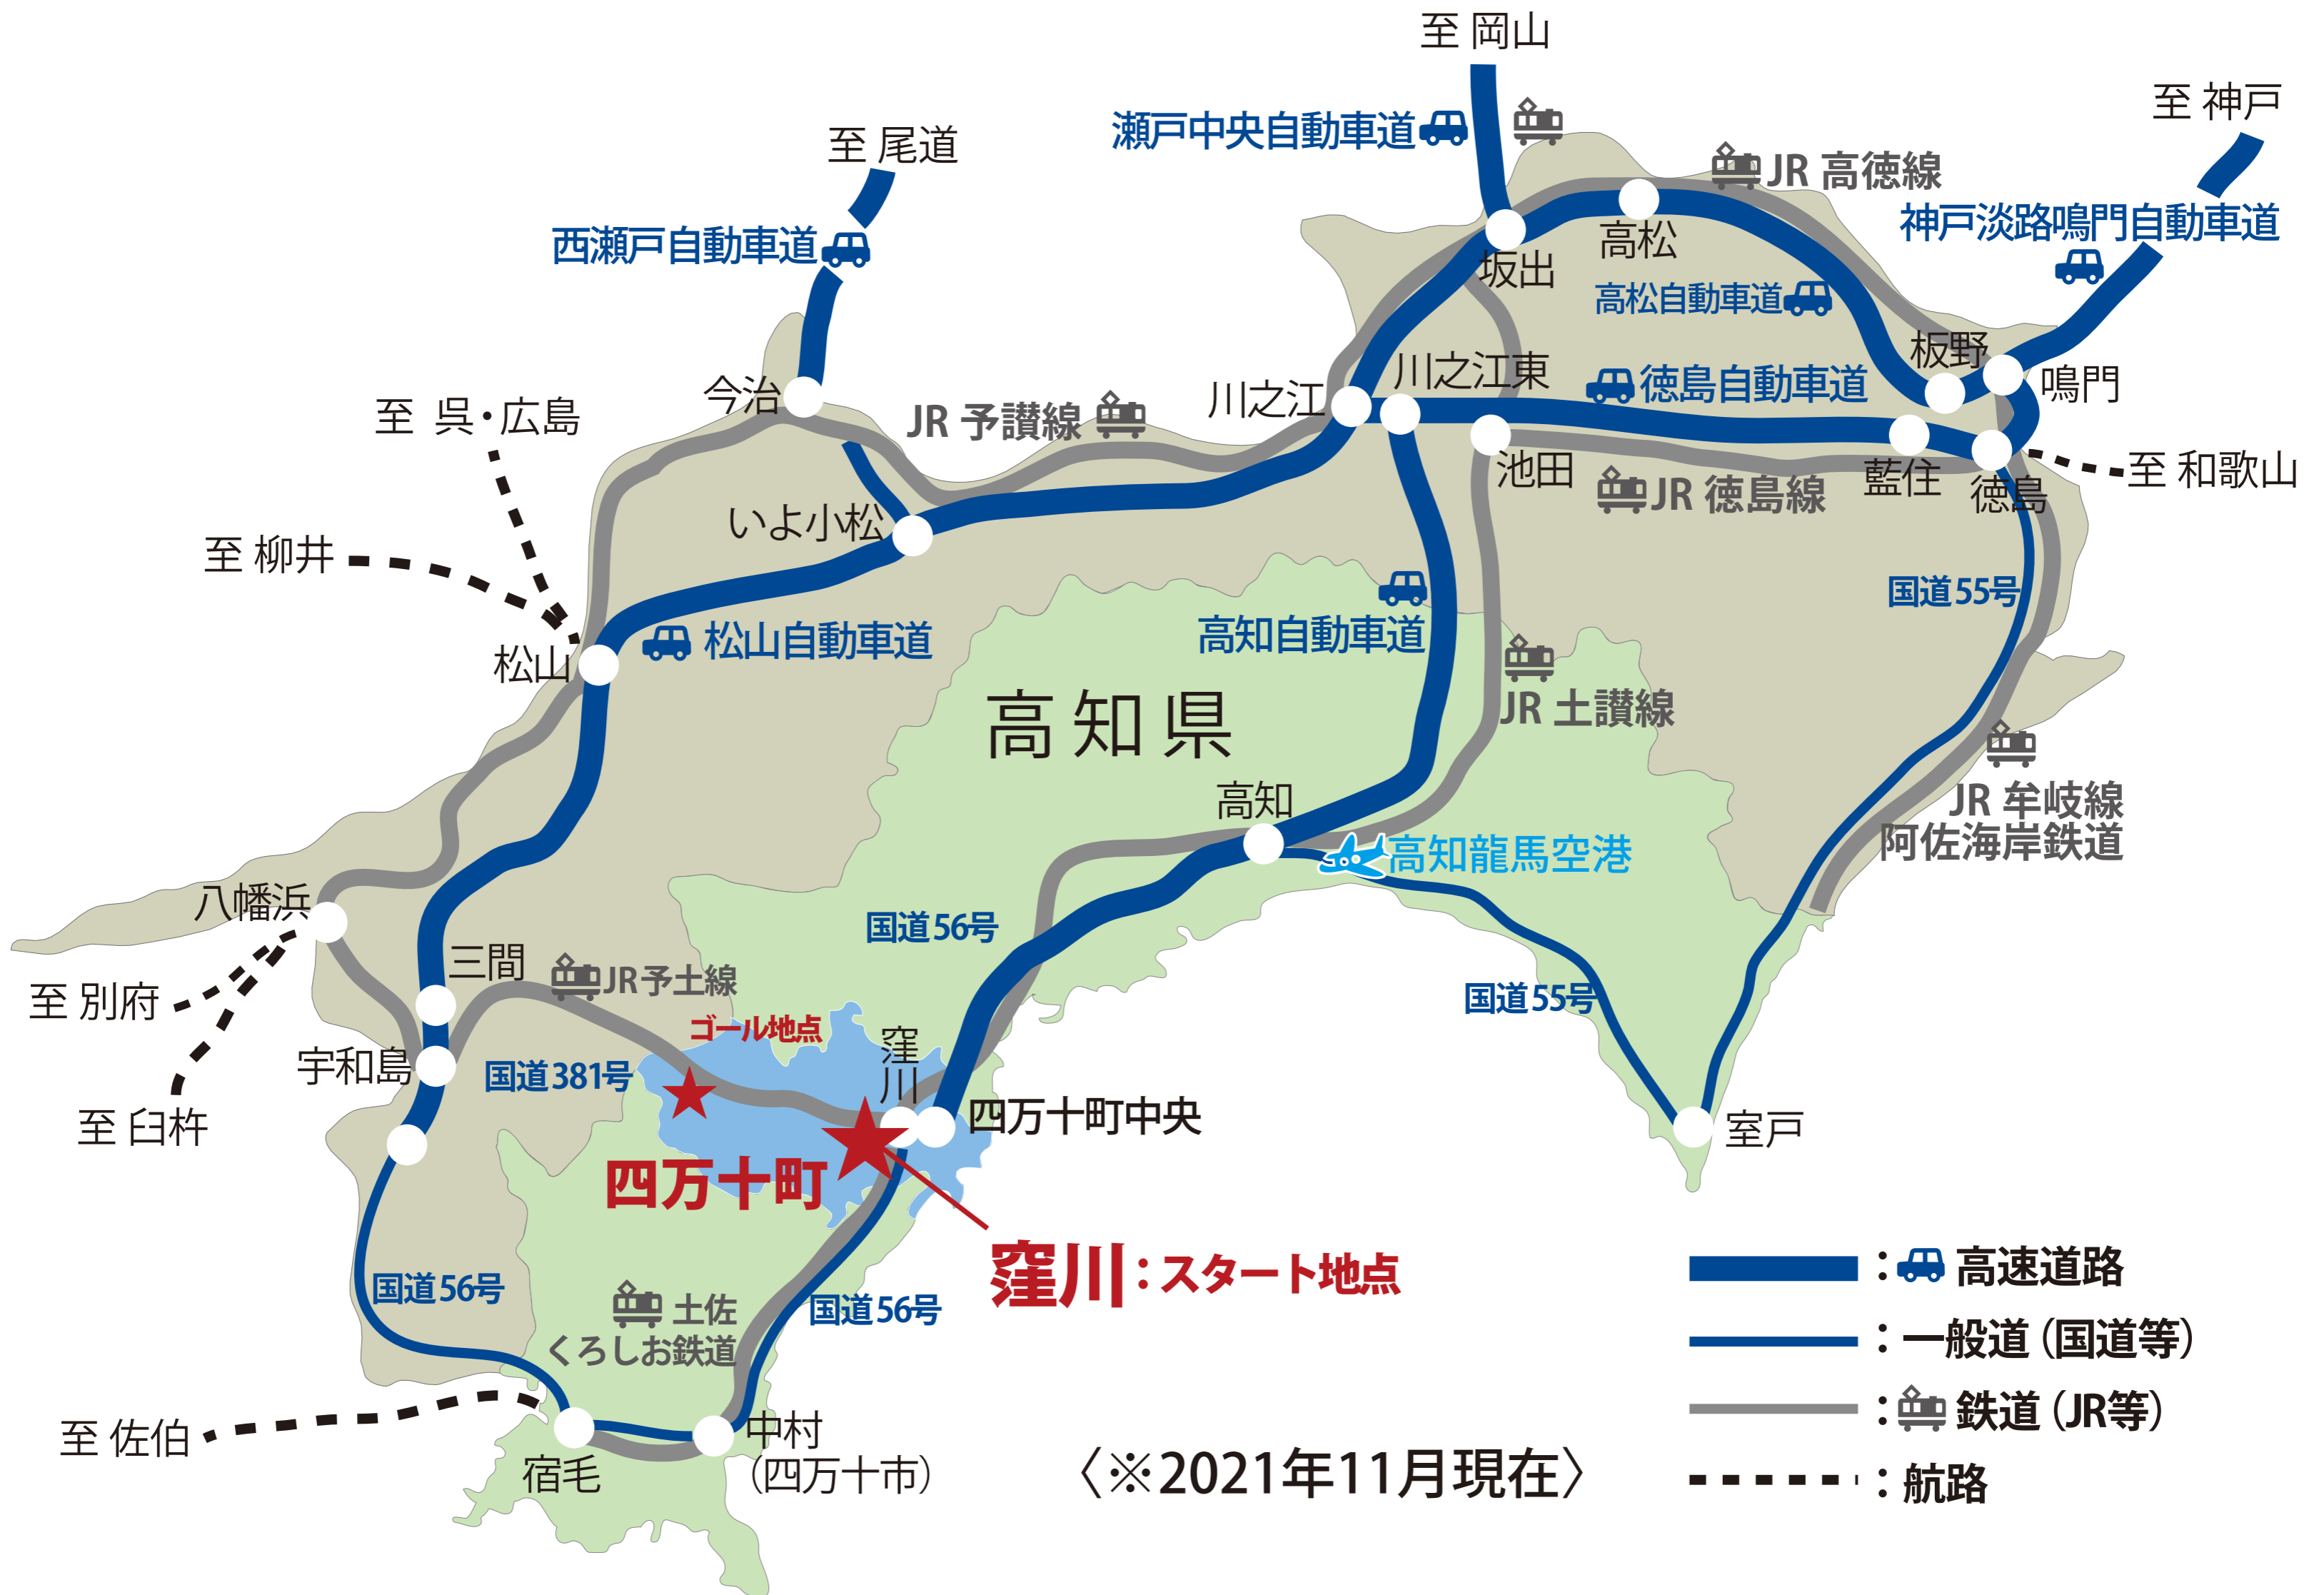 至 岡山
至 神戸
瀬戸中央自動車道
至 尾道
JR 高徳線
神戸淡路鳴門自動車道
西瀬戸自動車道
高松
坂出
高松自動車道
板野
鳴門
川之江東
徳島自動車道
今治
川之江
至 呉・広島
JR 予讃線
池田
藍住
至 和歌山
JR 徳島線
徳島
いよ小松
至 柳井
国道55号
松山自動車道
高知自動車道
松山
JR 土讃線
高知県
高知
JR 牟岐線
阿佐海岸鉄道
高知龍馬空港
八幡浜
国道56号
三間
JR予土線
至 別府
国道55号
ゴール地点
窪川
宇和島
国道381号
至 臼杵
四万十町中央
室戸
四万十町
窪川：スタート地点
：高速道路
国道56号
土佐
くろしお鉄道
国道56号
：一般道（国道等）
：鉄道（JR等）
至 佐伯
中村
（四万十市）
宿毛
〈※2021年11月現在〉
：航路